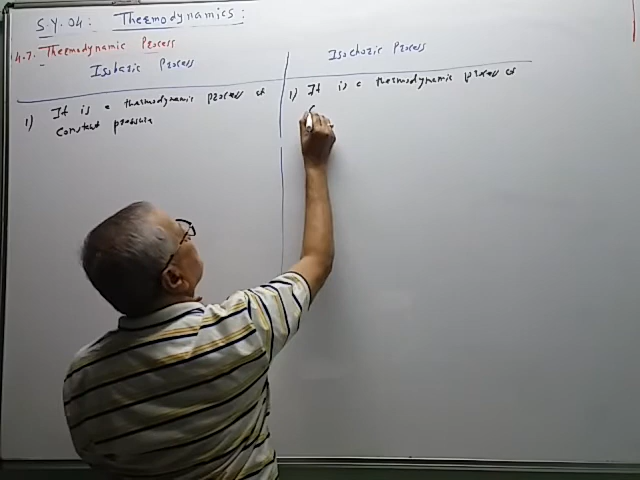 S.Y. 04: Thermodynamics:
4.7. Thermodynamic Process
Isobaric Process
Isochoric Process
1) It is a thermodynamic process at
constant pressure
1) It is a thermodynamic process at
C